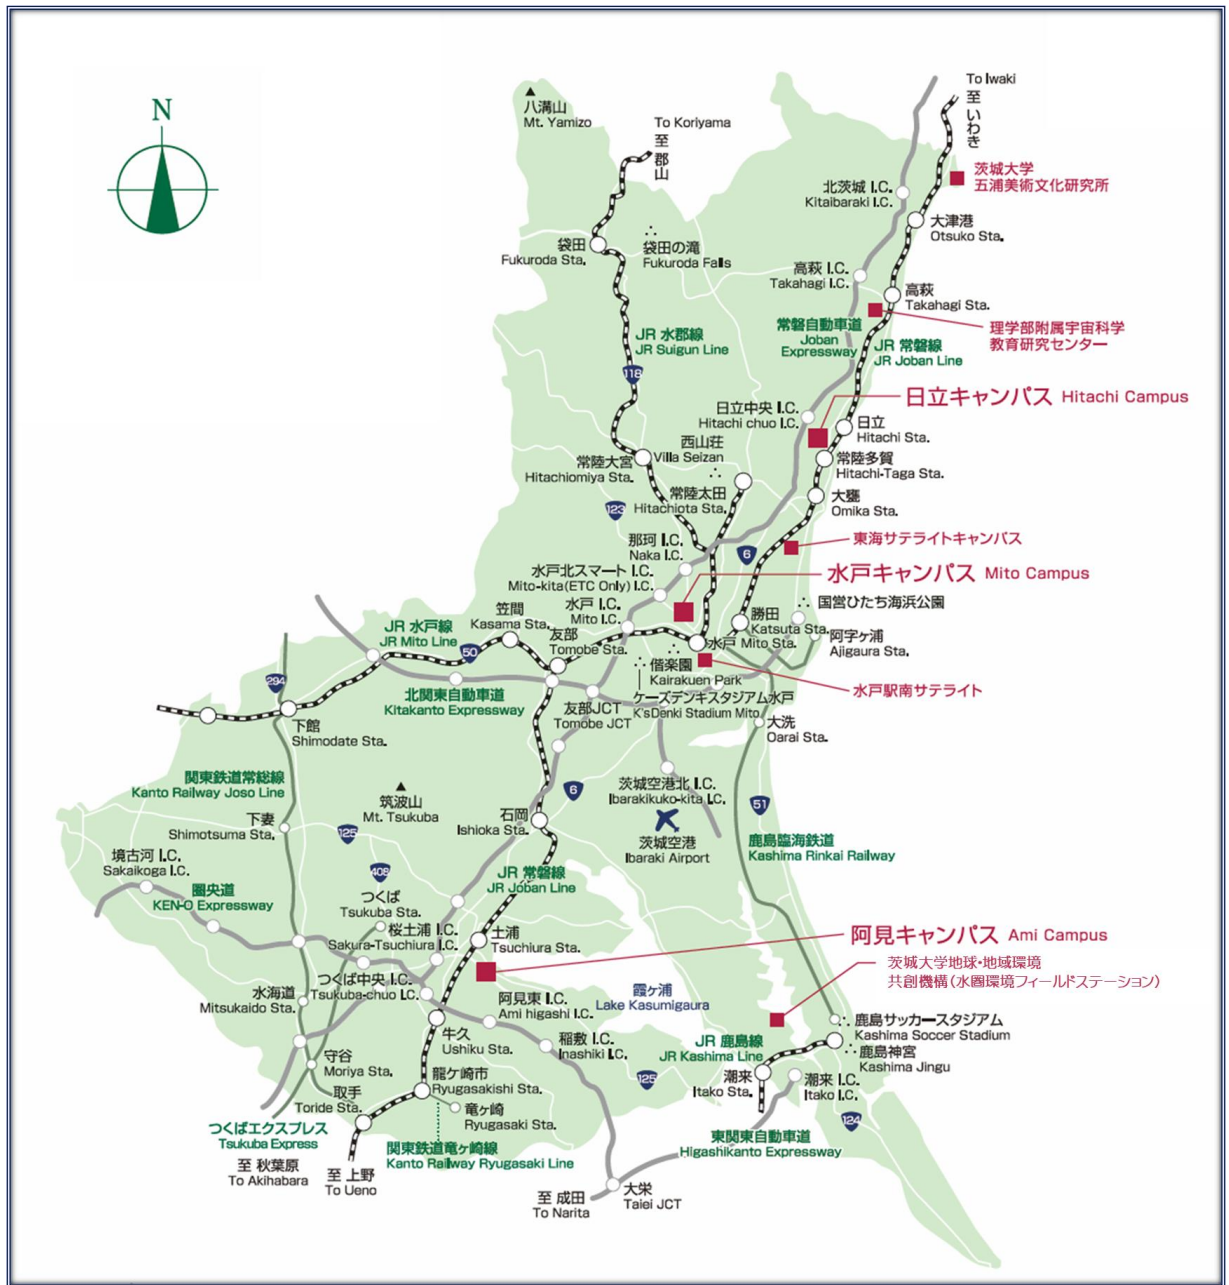 N
八溝山
Mt. Yamizo
To Koriyama
至 郡山
To Iwaki
至 いわき
茨城大学
五浦美術文化研究所
北茨城 I.C.
Kitaibaraki I.C.
大津港
Otsuko Sta.
袋田
Fukuroda Sta.
袋田の滝
Fukuroda Falls
高萩 I.C.
Takahagi I.C.
高萩
Takahagi Sta.
理学部附属宇宙科学
教育研究センター
常磐自動車道
Joban
Expressway
JR 常磐線
JR Joban Line
JR 水郡線
JR Suigun Line
118
日立キャンパス Hitachi Campus
日立中央 I.C.
Hitachi chuo I.C.
日立
Hitachi Sta.
西山荘
Villa Seizan
常陸多賀
Hitachi-Taga Sta.
常陸大宮
Hitachiomiya Sta.
常陸太田
Hitachiota Sta.
大甕
Omika Sta.
123
那珂 I.C.
Naka I.C.
6
東海サテライトキャンパス
水戸北スマート I.C.
Mito-kita(ETC Only) I.C.
水戸キャンパス Mito Campus
水戸 I.C.
Mito I.C.
国営ひたち海浜公園
笠間
Kasama Sta.
勝田
Katsuta Sta.
JR 水戸線
JR Mito Line
50
友部
Tomobe Sta.
水戸 Mito Sta.
阿字ヶ浦
Ajigaura Sta.
偕楽園
Kairakuen Park
294
北関東自動車道
Kitakanto Expressway
水戸駅南サテライト
ケーズデンキスタジアム水戸
K's Denki Stadium Mito
友部JCT
Tomobe JCT
下館
Shimodate Sta.
大洗
Oarai Sta.
関東鉄道常総線
Kanto Railway Joso Line
筑波山
Mt. Tsukuba
6
茨城空港北 I.C.
Ibarakikuko-kita I.C.
51
下妻
Shimotsuma Sta.
125
石岡
Ishioka Sta.
茨城空港
Ibaraki Airport
鹿島臨海鉄道
Kashima Rinkai Railway
境古河 I.C.
Sakaikoga I.C.
408
JR 常磐線
JR Joban Line
圏央道
KEN-O Expressway
つくば
Tsukuba Sta.
桜土浦 I.C.
Sakura-Tsuchiura I.C.
土浦
Tsuchiura Sta.
阿見キャンパス Ami Campus
茨城大学地球・地域環境
共創機構(水圏環境フィールドステーション)
つくば中央 I.C.
Tsukuba-chuo I.C.
水海道
Mitsukaido Sta.
霞ヶ浦
Lake Kasumigaura
阿見東 I.C.
Ami higashi I.C.
鹿島サッカースタジアム
Kashima Soccer Stadium
牛久
Ushiku Sta.
稲敷 I.C.
Inashiki I.C.
JR 鹿島線
JR Kashima Line
鹿島神宮
Kashima Jingu
守谷
Moriya Sta.
龍ケ崎市
Ryugasakishi Sta.
125
潮来
Itako Sta.
潮来 I.C.
Itako I.C.
取手
Toride Sta.
竜ヶ崎
Ryugasaki Sta.
124
つくばエクスプレス
Tsukuba Express
関東鉄道竜ヶ崎線
Kanto Railway Ryugasaki Line
東関東自動車道
Higashikanto Expressway
至 秋葉原
To Akihabara
至 上野
To Ueno
至 成田
To Narita
大栄
Taiei JCT